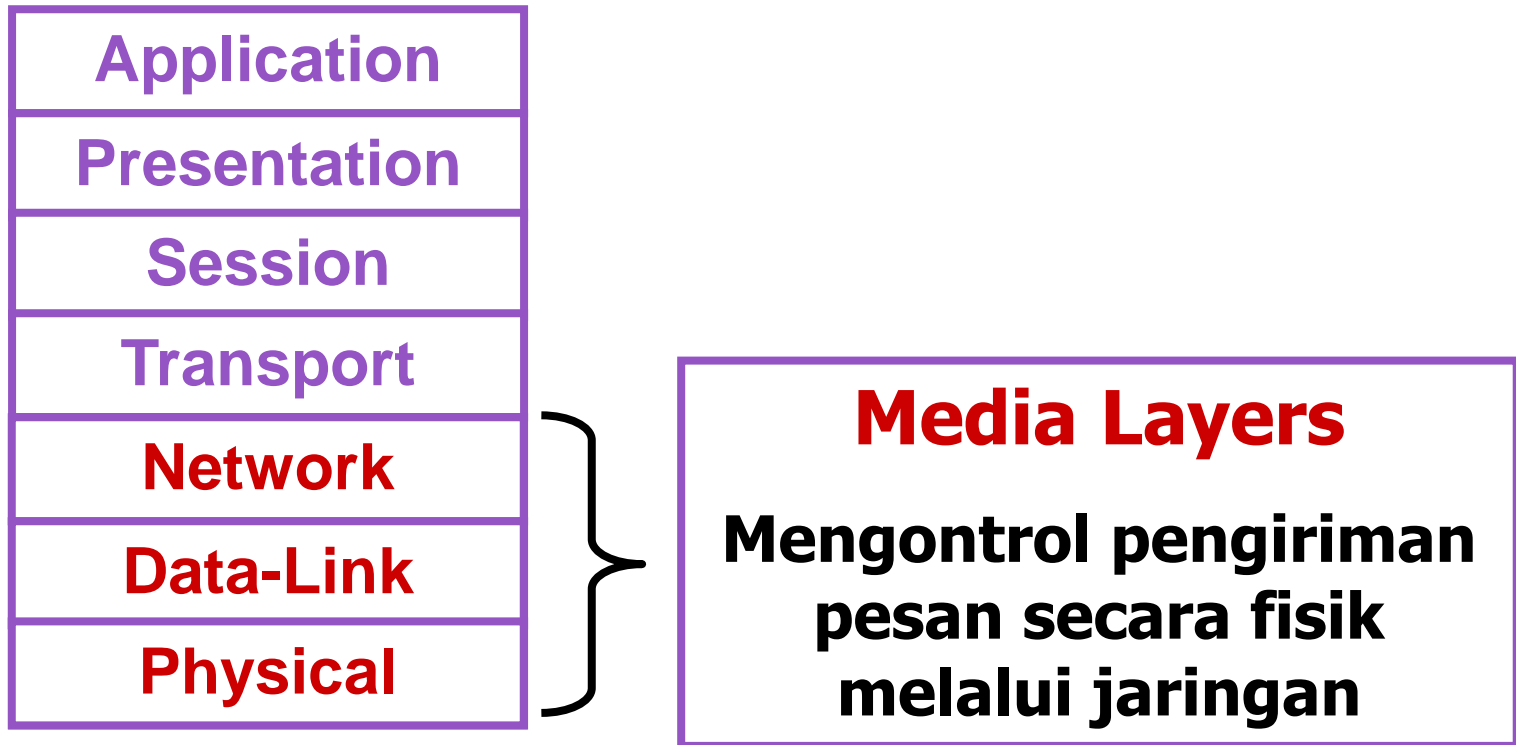 Application
Presentation
Session
Transport
Network
Data-Link
Physical
Media Layers
Mengontrol pengiriman
pesan secara fisik
melalui jaringan